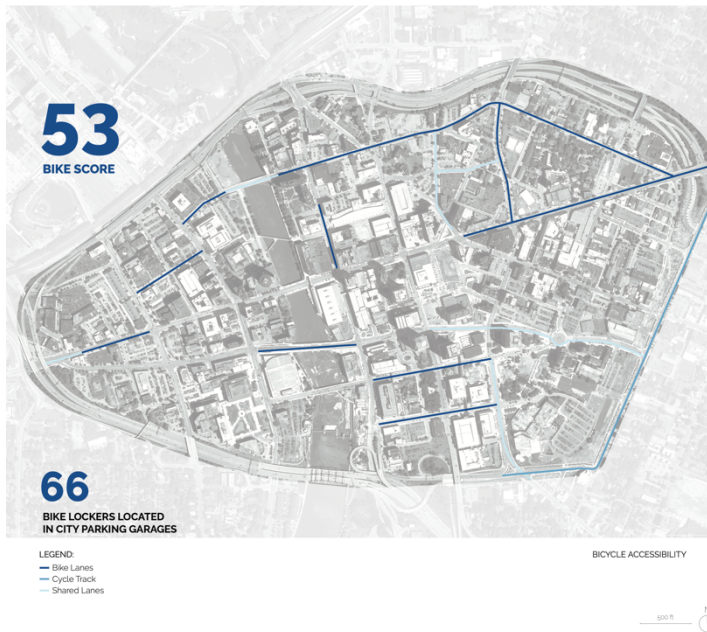 53
BIKE SCORE
66
BIKE LOCKERS LOCATED
IN CITY PARKING GARAGES
LEGEND:
Bike Lanes
Cycle Track
Shared Lanes
BICYCLE ACCESSIBILITY
500 ft